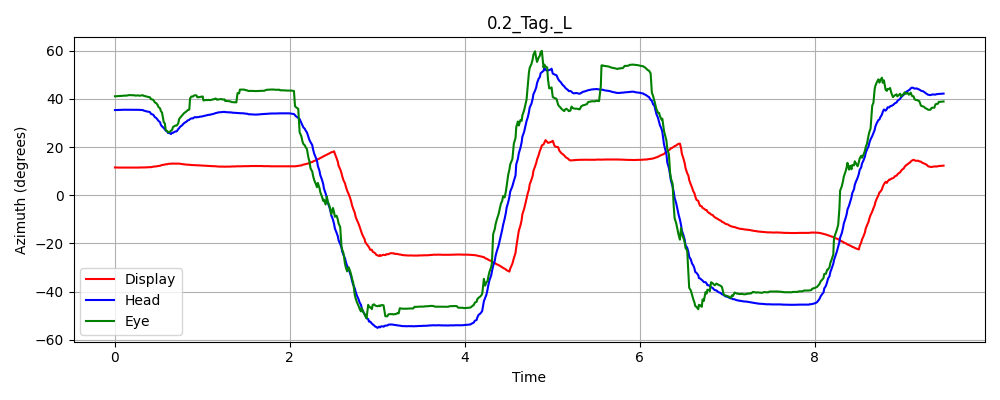 0.2_Tag._L
Azimuth (degrees)
60
40
20
0
−20
−40
−60
Display
Head
Eye
0 2 4 6 8
Time